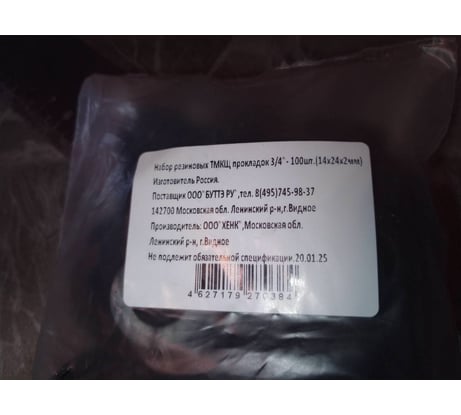 Набор резиновых ТМКЩ прокладок 3/4" - 100шт.(14х24х2мм)
Изготовитель Россия.
Поставщик ООО"БУТТЭ РУ",тел. 8(495)745-98-37
142700 Московская обл. Ленинский р-н,г.Видное
Производитель: ООО"ХЕНК",Московская обл.
Ленинский р-н, г.Видное
Не подлежит обязательной спецификации.20.01.25
4 627179 270384